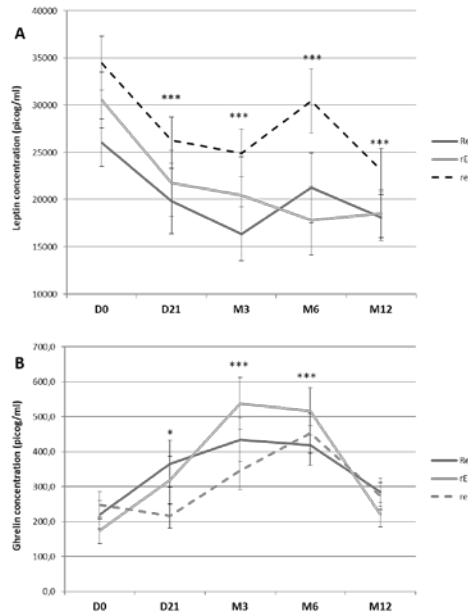 A
40000
35000
30000
25000
20000
15000
10000
Leptin concentration (picog/ml)
***
***
***
***
Re
rE
re
D0 D21 M3 M6 M12
B
700,0
600,0
500,0
400,0
300,0
200,0
100,0
0,0
Ghrelin concentration (picog/ml)
*
***
***
Re
rE
re
D0 D21 M3 M6 M12